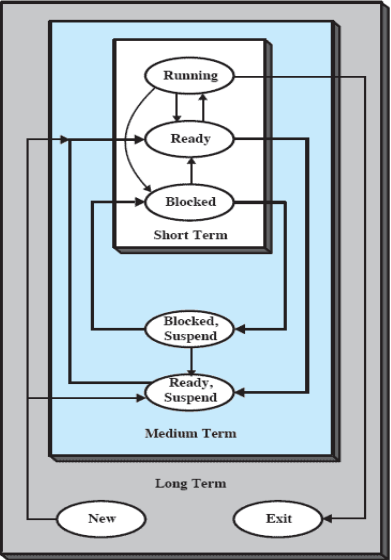 Running
Ready
Blocked
Short Term
Blocked,
Suspend
Ready,
Suspend
Medium Term
Long Term
New
Exit